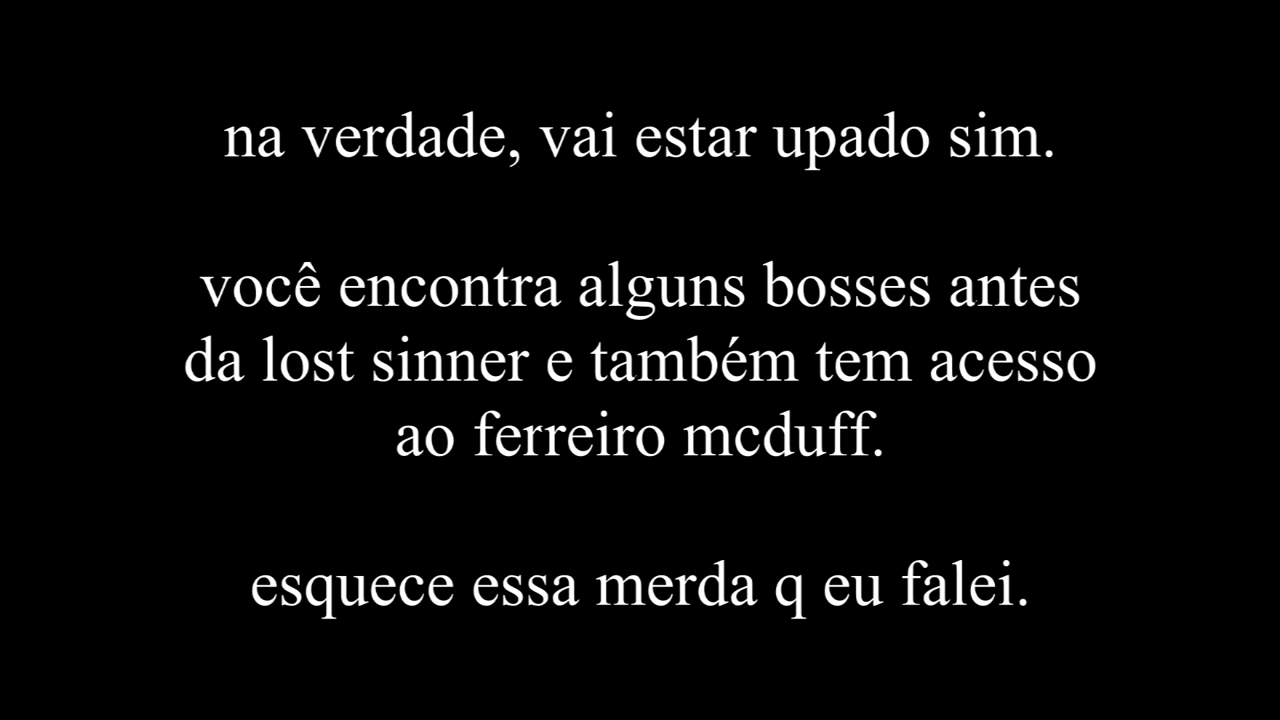 na verdade, vai estar upado sim.
você encontra alguns bosses antes
da lost sinner e também tem acesso
ao ferreiro mcduff.
esquece essa merda q eu falei.